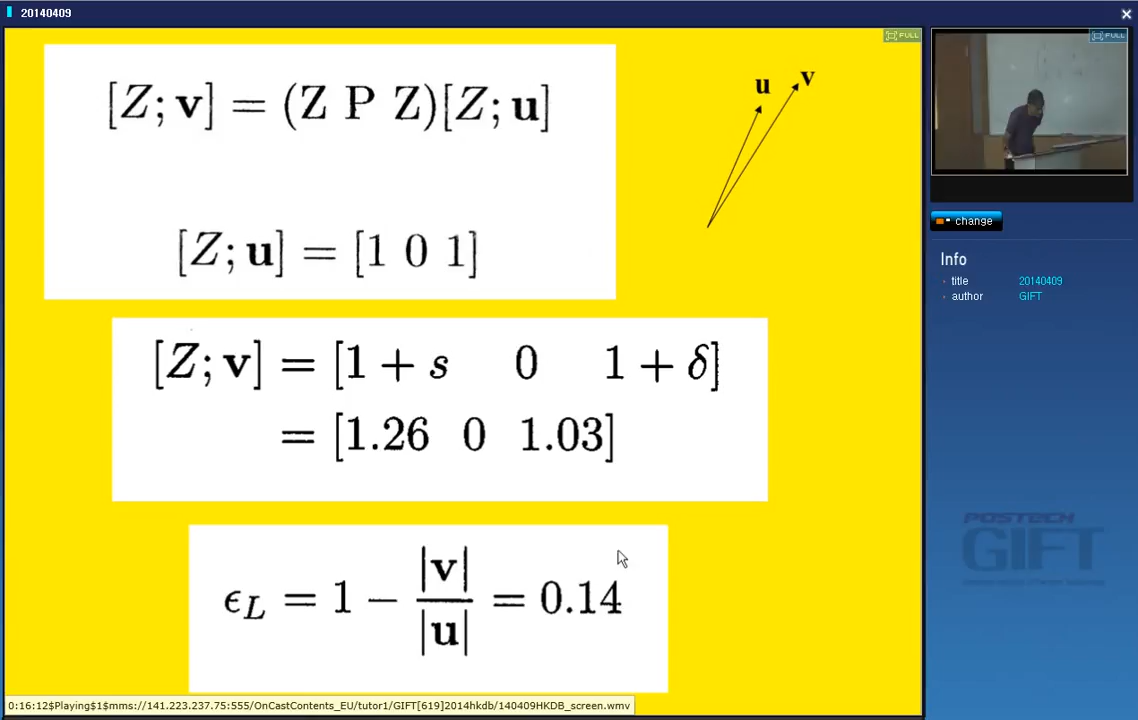 20140409
FULL
[Z; v] = (Z P Z)[Z; u]
u
v
[Z; u] = [1 0 1]
[Z; v] = [1 + s 0 1 + δ]
= [1.26 0 1.03]
ϵ_L = 1 − |v| / |u| = 0.14
0:16:12$Playing$1$mms://141.223.237.75:555/OnCastContents_EU/tutor1/GIFT[619]2014hkdb/140409HKDB_screen.wmv
FULL
change
Info
title 20140409
author GIFT
POSTECH
GIFT